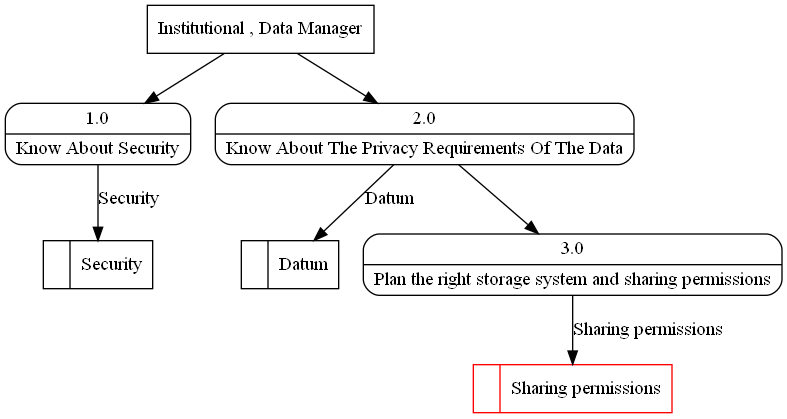 Institutional , Data Manager
1.0
Know About Security
2.0
Know About The Privacy Requirements Of The Data
Security
Datum
Security
Datum
3.0
Plan the right storage system and sharing permissions
Sharing permissions
Sharing permissions